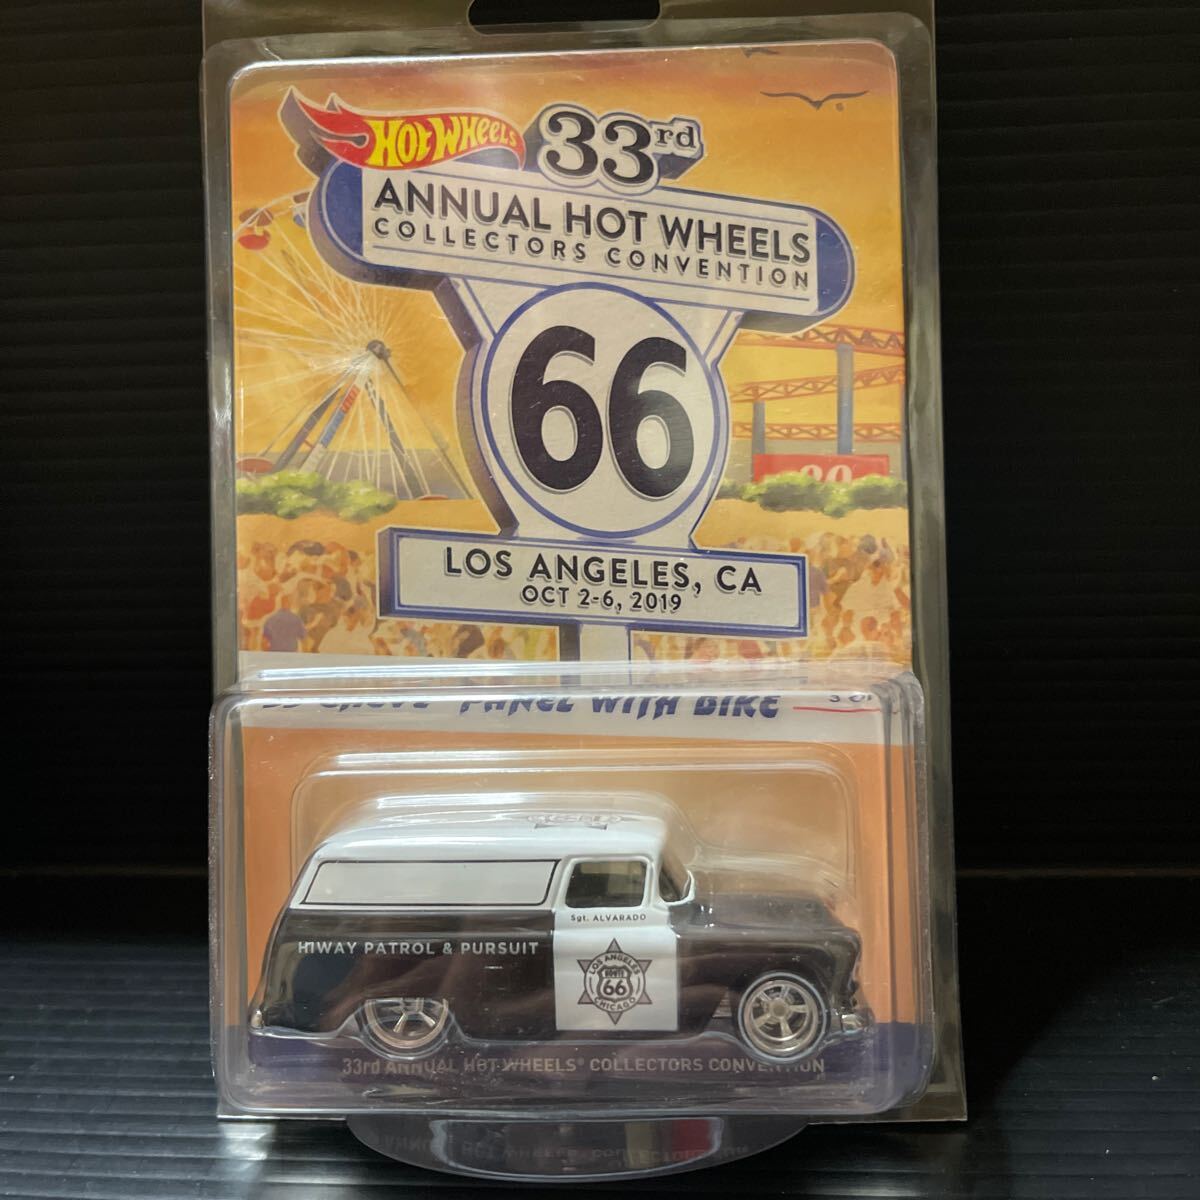 HOT WHEELS
33rd
ANNUAL HOT WHEELS
COLLECTORS CONVENTION
66
LOS ANGELES, CA
OCT 2-6, 2019
PANEL WITH BIKE
Sgt. ALVARADO
HIWAY PATROL & PURSUIT
LOS ANGELES
ROUTE
66
CHICAGO
33rd ANNUAL HOT WHEELS® COLLECTORS CONVENTION